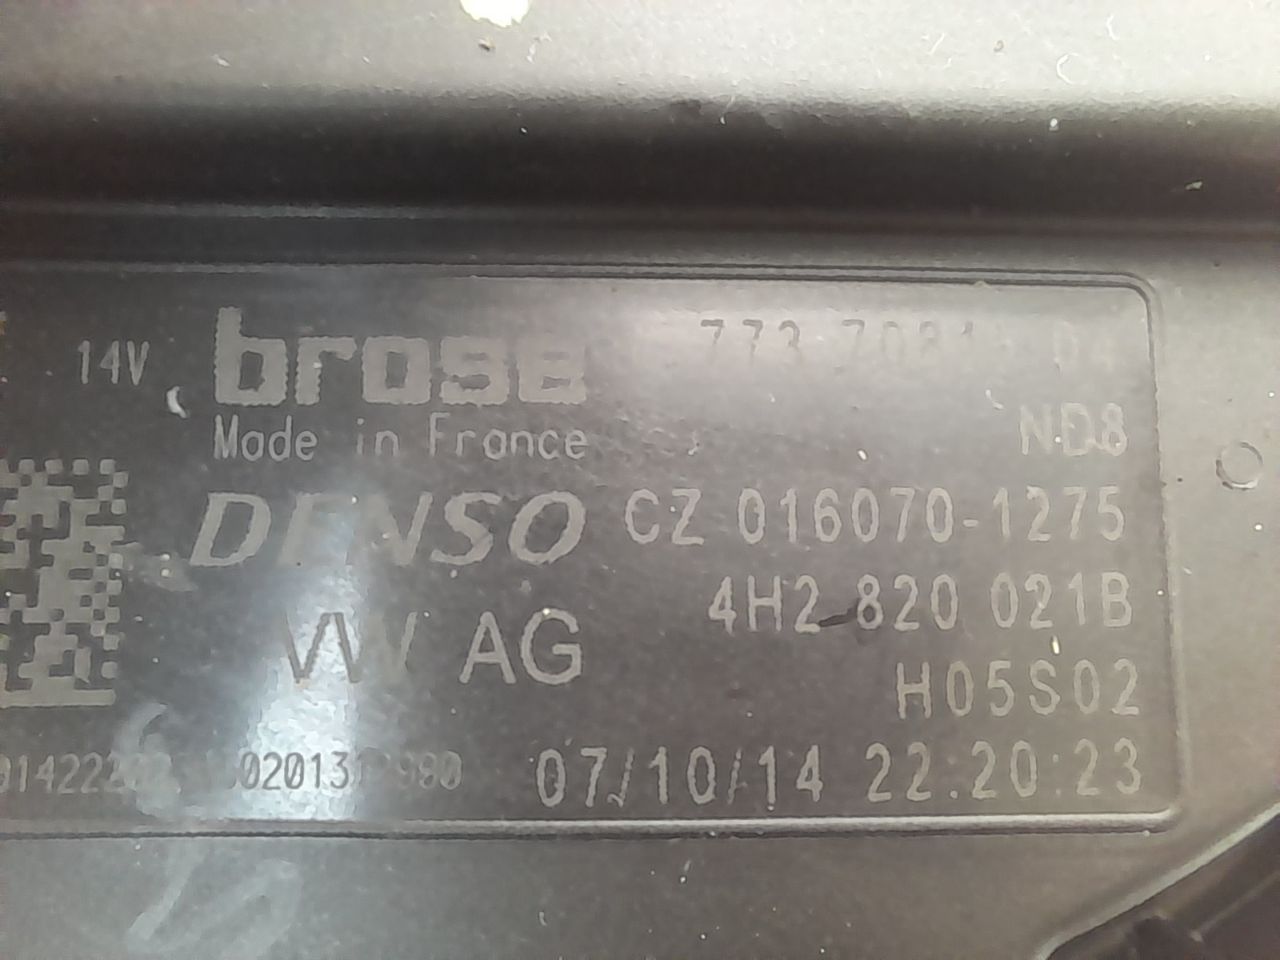 14V brose 773
Made in France ND8
DENSO CZ 016070-1275
VW AG 4H2 820 021B
H05S02
07/10/14 22:20:23